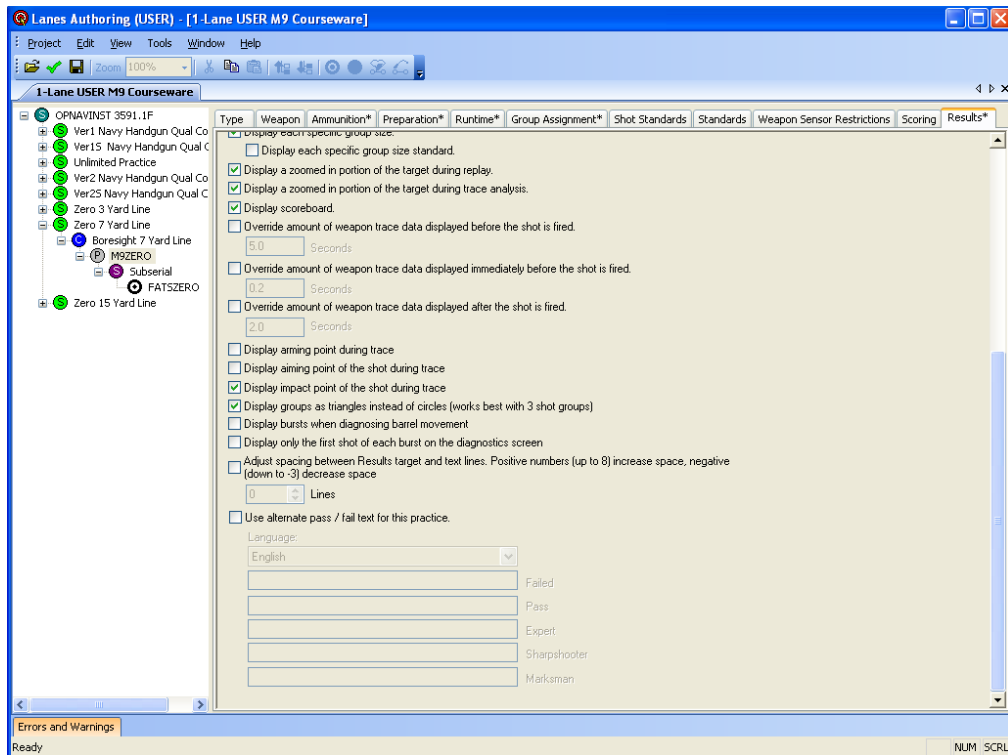 Lanes Authoring (USER) - [1-Lane USER M9 Courseware]
Project Edit View Tools Window Help
Zoom 100%
1-Lane USER M9 Courseware
OPNAVINST 3591.1F
Ver1 Navy Handgun Qual Co
Ver1S Navy Handgun Qual C
Unlimited Practice
Ver2 Navy Handgun Qual Co
Ver2S Navy Handgun Qual C
Zero 3 Yard Line
Zero 7 Yard Line
Boresight 7 Yard Line
M9ZERO
Subserial
FATSZERO
Zero 15 Yard Line
Type Weapon Ammunition* Preparation* Runtime* Group Assignment* Shot Standards Standards Weapon Sensor Restrictions Scoring Results*
Display each specific group size.
Display each specific group size standard.
Display a zoomed in portion of the target during replay.
Display a zoomed in portion of the target during trace analysis.
Display scoreboard.
Override amount of weapon trace data displayed before the shot is fired.
5.0 Seconds
Override amount of weapon trace data displayed immediately before the shot is fired.
0.2 Seconds
Override amount of weapon trace data displayed after the shot is fired.
2.0 Seconds
Display arming point during trace
Display aiming point of the shot during trace
Display impact point of the shot during trace
Display groups as triangles instead of circles (works best with 3 shot groups)
Display bursts when diagnosing barrel movement
Display only the first shot of each burst on the diagnostics screen
Adjust spacing between Results target and text lines. Positive numbers (up to 8) increase space, negative
(down to -3) decrease space
0 Lines
Use alternate pass / fail text for this practice.
Language:
English
Failed
Pass
Expert
Sharpshooter
Marksman
Errors and Warnings
Ready NUM SCRL